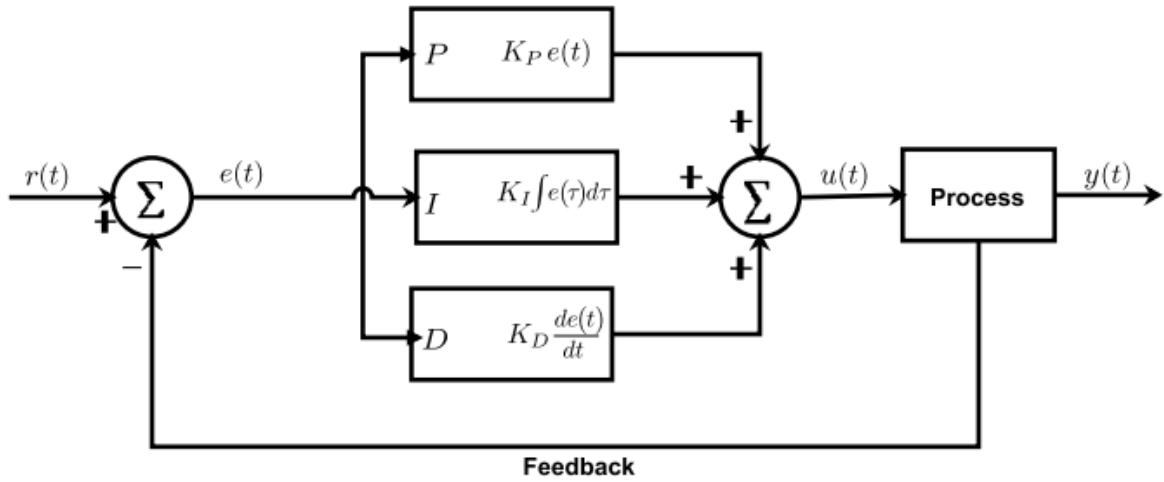 P K_P e(t)
r(t)
+
Σ
e(t)
I K_I ∫ e(τ)dτ
+
+
Σ
u(t)
Process
y(t)
−
+
D K_D de(t)/dt
Feedback